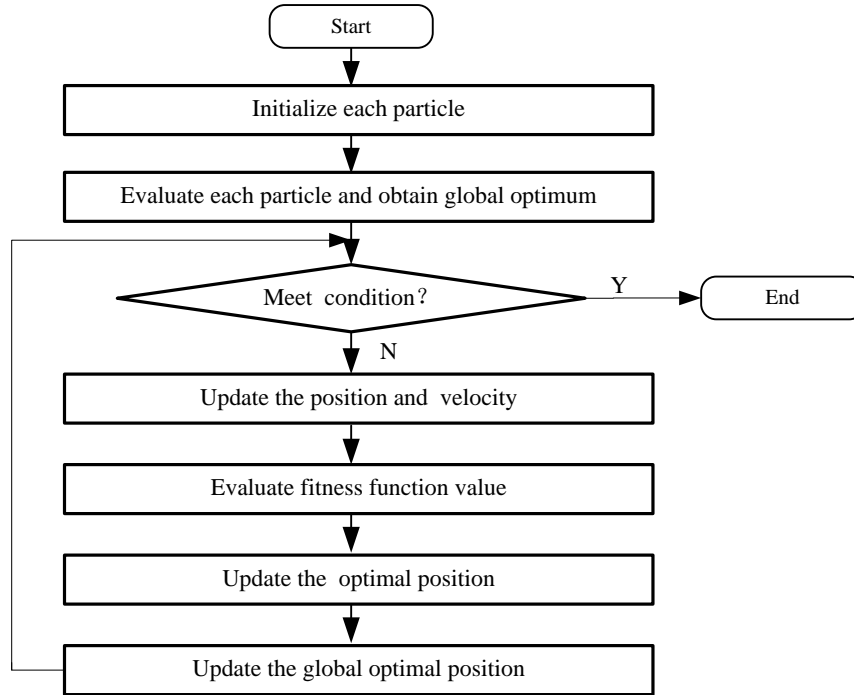 Start
Initialize each particle
Evaluate each particle and obtain global optimum
Meet condition？
Y
End
N
Update the position and velocity
Evaluate fitness function value
Update the optimal position
Update the global optimal position